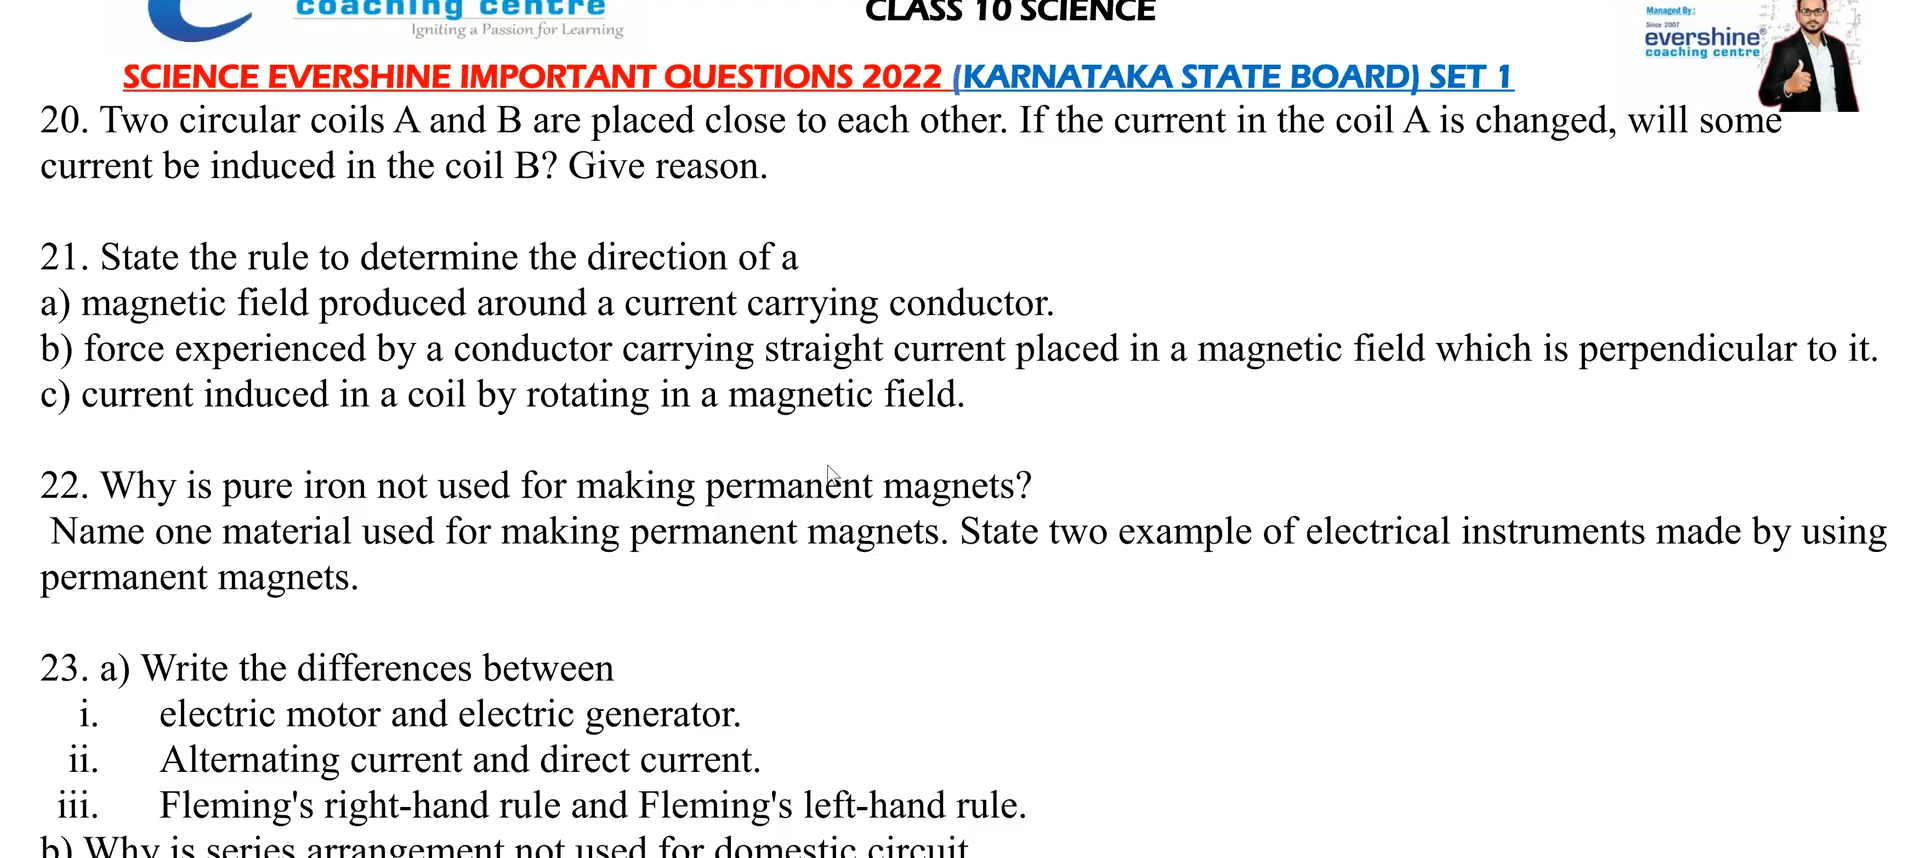 coaching centre
Igniting a Passion for Learning
CLASS 10 SCIENCE
Managed By:
Since 2007
evershine®
coaching centre
SCIENCE EVERSHINE IMPORTANT QUESTIONS 2022 (KARNATAKA STATE BOARD) SET 1
20. Two circular coils A and B are placed close to each other. If the current in the coil A is changed, will some
current be induced in the coil B? Give reason.
21. State the rule to determine the direction of a
a) magnetic field produced around a current carrying conductor.
b) force experienced by a conductor carrying straight current placed in a magnetic field which is perpendicular to it.
c) current induced in a coil by rotating in a magnetic field.
22. Why is pure iron not used for making permanent magnets?
Name one material used for making permanent magnets. State two example of electrical instruments made by using
permanent magnets.
23. a) Write the differences between
i. electric motor and electric generator.
ii. Alternating current and direct current.
iii. Fleming's right-hand rule and Fleming's left-hand rule.
b) Why is series arrangement not used for domestic circuit